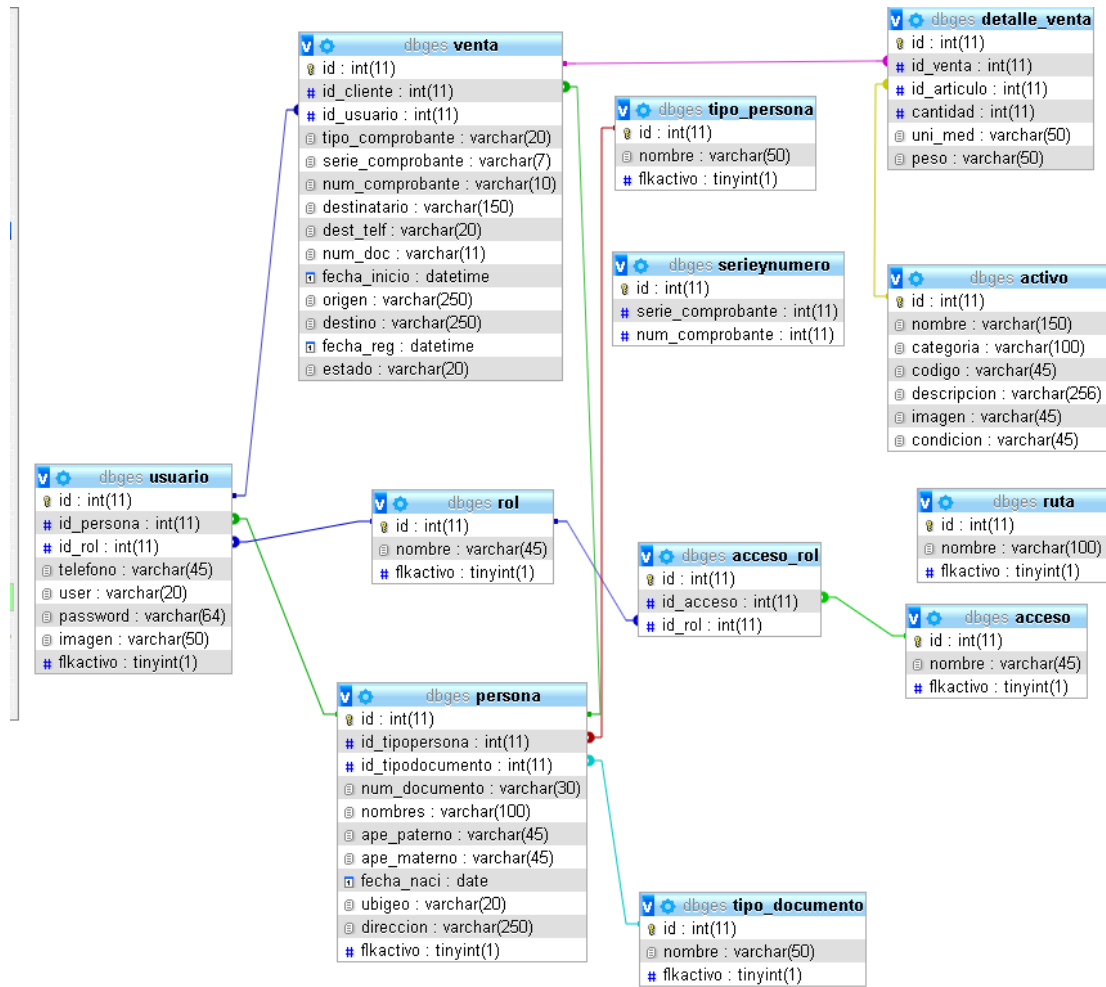 dbges venta
id : int(11)
# id_cliente : int(11)
# id_usuario : int(11)
tipo_comprobante : varchar(20)
serie_comprobante : varchar(7)
num_comprobante : varchar(10)
destinatario : varchar(150)
dest_telf : varchar(20)
num_doc : varchar(11)
fecha_inicio : datetime
origen : varchar(250)
destino : varchar(250)
fecha_reg : datetime
estado : varchar(20)
dbges detalle_venta
id : int(11)
# id_venta : int(11)
# id_articulo : int(11)
# cantidad : int(11)
uni_med : varchar(50)
peso : varchar(50)
dbges tipo_persona
id : int(11)
nombre : varchar(50)
# flkactivo : tinyint(1)
dbges serieynumero
id : int(11)
# serie_comprobante : int(11)
# num_comprobante : int(11)
dbges activo
id : int(11)
nombre : varchar(150)
categoria : varchar(100)
codigo : varchar(45)
descripcion : varchar(256)
imagen : varchar(45)
condicion : varchar(45)
dbges usuario
id : int(11)
# id_persona : int(11)
# id_rol : int(11)
telefono : varchar(45)
user : varchar(20)
password : varchar(64)
imagen : varchar(50)
# flkactivo : tinyint(1)
dbges rol
id : int(11)
nombre : varchar(45)
# flkactivo : tinyint(1)
dbges acceso_rol
id : int(11)
# id_acceso : int(11)
# id_rol : int(11)
dbges ruta
id : int(11)
nombre : varchar(100)
# flkactivo : tinyint(1)
dbges acceso
id : int(11)
nombre : varchar(45)
# flkactivo : tinyint(1)
dbges persona
id : int(11)
# id_tipopersona : int(11)
# id_tipodocumento : int(11)
num_documento : varchar(30)
nombres : varchar(100)
ape_paterno : varchar(45)
ape_materno : varchar(45)
fecha_naci : date
ubigeo : varchar(20)
direccion : varchar(250)
# flkactivo : tinyint(1)
dbges tipo_documento
id : int(11)
nombre : varchar(50)
# flkactivo : tinyint(1)